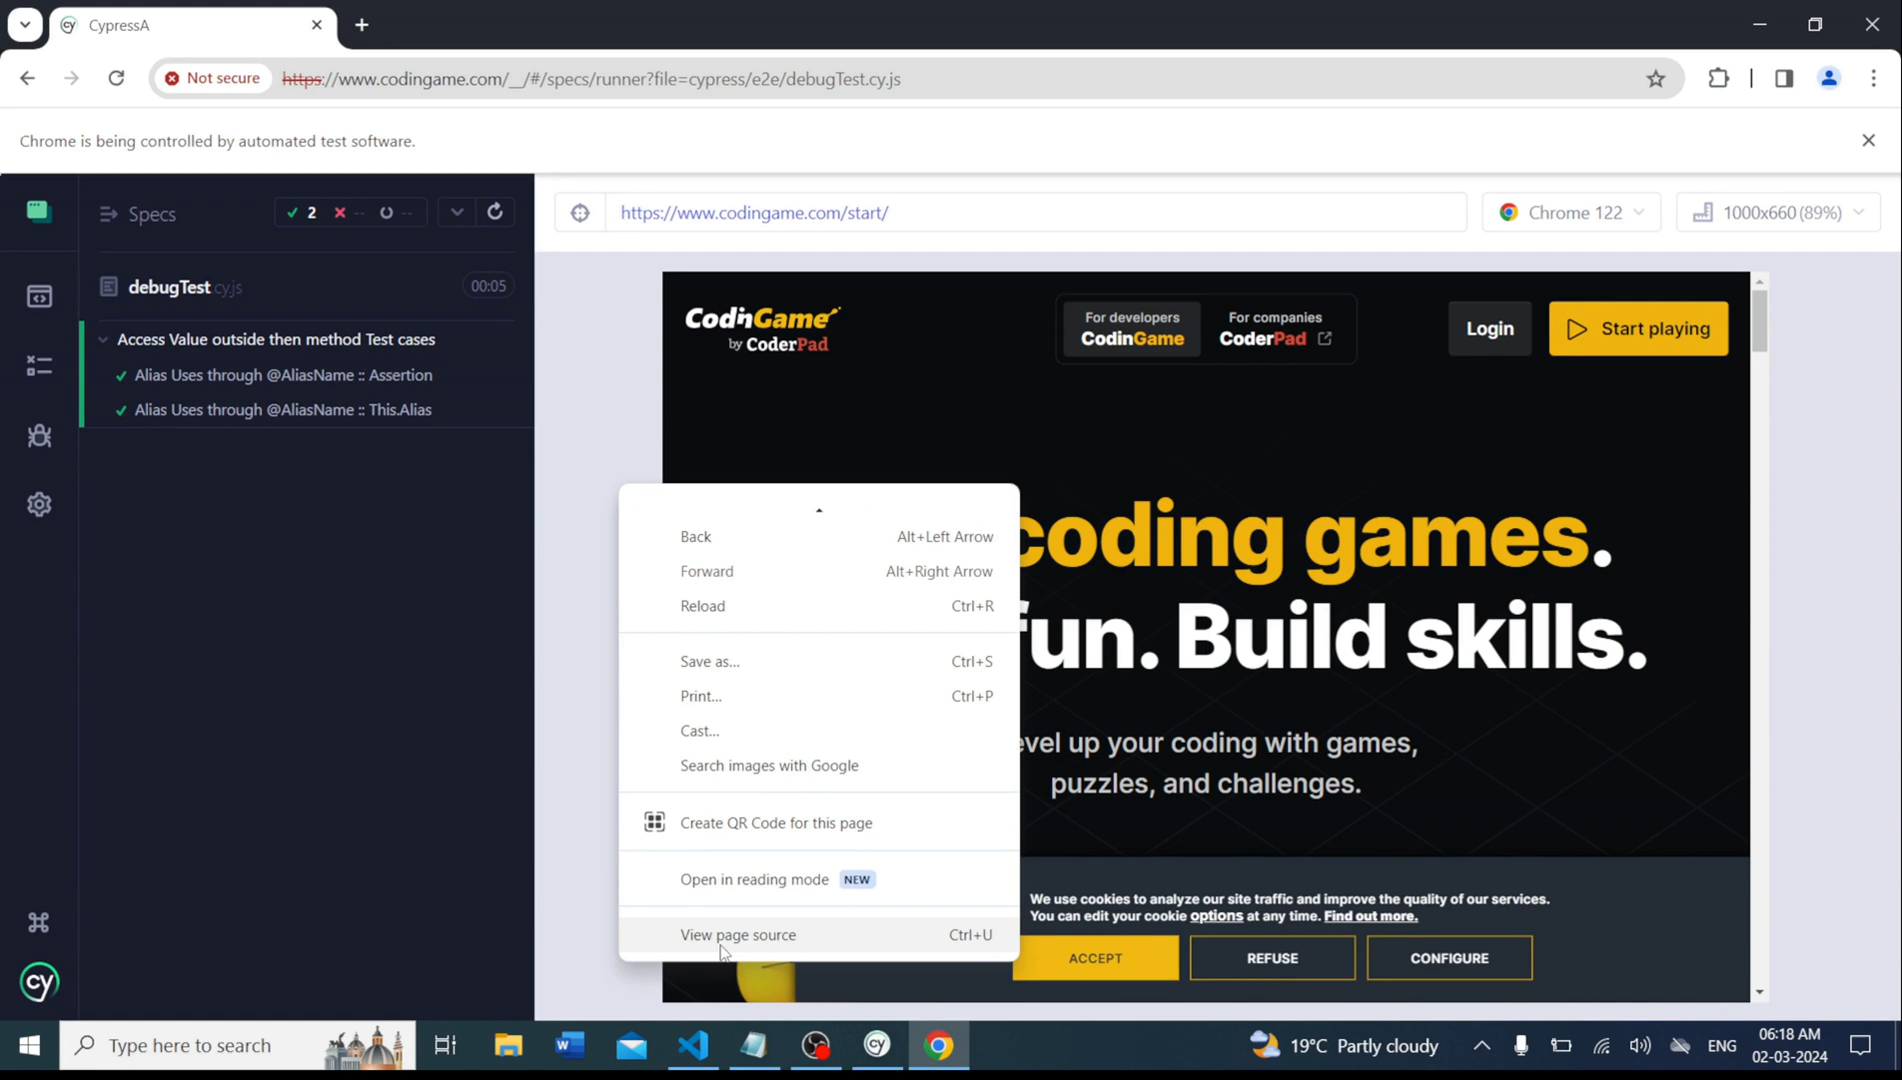 CypressA
Not secure https://www.codingame.com/__/#/specs/runner?file=cypress/e2e/debugTest.cy.js
Chrome is being controlled by automated test software.
Specs 2 -- --
https://www.codingame.com/start/
Chrome 122
1000x660 (89%)
debugTest.cy.js 00:05
Access Value outside then method Test cases
Alias Uses through @AliasName :: Assertion
Alias Uses through @AliasName :: This.Alias
CodinGame
by CoderPad
For developers
CodinGame
For companies
CoderPad
Login
Start playing
coding games.
fun. Build skills.
evel up your coding with games,
puzzles, and challenges.
Back Alt+Left Arrow
Forward Alt+Right Arrow
Reload Ctrl+R
Save as... Ctrl+S
Print... Ctrl+P
Cast...
Search images with Google
Create QR Code for this page
Open in reading mode NEW
View page source Ctrl+U
We use cookies to analyze our site traffic and improve the quality of our services.
You can edit your cookie options at any time. Find out more.
ACCEPT
REFUSE
CONFIGURE
cy
Type here to search
19°C Partly cloudy
ENG
06:18 AM
02-03-2024